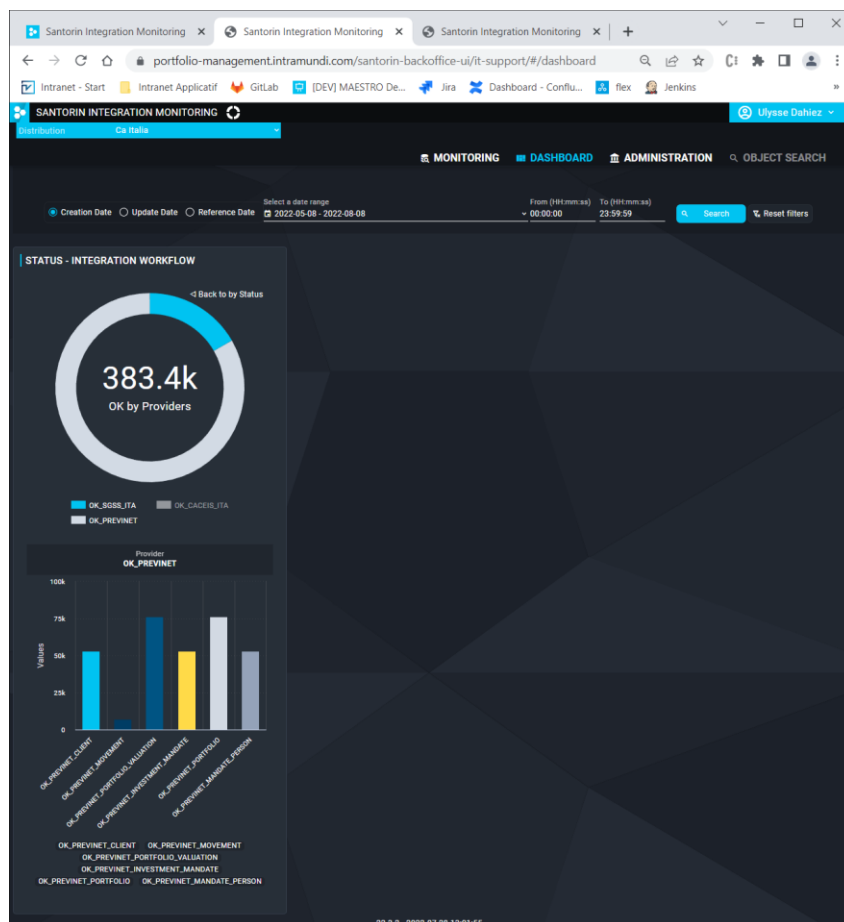 Santorin Integration Monitoring
Santorin Integration Monitoring
Santorin Integration Monitoring
portfolio-management.intramundi.com/santorin-backoffice-ui/it-support/#/dashboard
Intranet - Start
Intranet Applicatif
GitLab
[DEV] MAESTRO De...
Jira
Dashboard - Conflu...
flex
Jenkins
»
SANTORIN INTEGRATION MONITORING
Ulysse Dahiez
Distribution Ca Italia
MONITORING
DASHBOARD
ADMINISTRATION
OBJECT SEARCH
Creation Date
Update Date
Reference Date
Select a date range
2022-05-08 - 2022-08-08
From (HH:mm:ss)
00:00:00
To (HH:mm:ss)
23:59:59
Search
Reset filters
STATUS - INTEGRATION WORKFLOW
Back to by Status
383.4k
OK by Providers
OK_SGSS_ITA
OK_CACEIS_ITA
OK_PREVINET
Provider
OK_PREVINET
Values
100k
75k
50k
25k
0
OK_PREVINET_CLIENT
OK_PREVINET_MOVEMENT
OK_PREVINET_PORTFOLIO_VALUATION
OK_PREVINET_INVESTMENT_MANDATE
OK_PREVINET_PORTFOLIO
OK_PREVINET_MANDATE_PERSON
OK_PREVINET_CLIENT OK_PREVINET_MOVEMENT
OK_PREVINET_PORTFOLIO_VALUATION
OK_PREVINET_INVESTMENT_MANDATE
OK_PREVINET_PORTFOLIO OK_PREVINET_MANDATE_PERSON